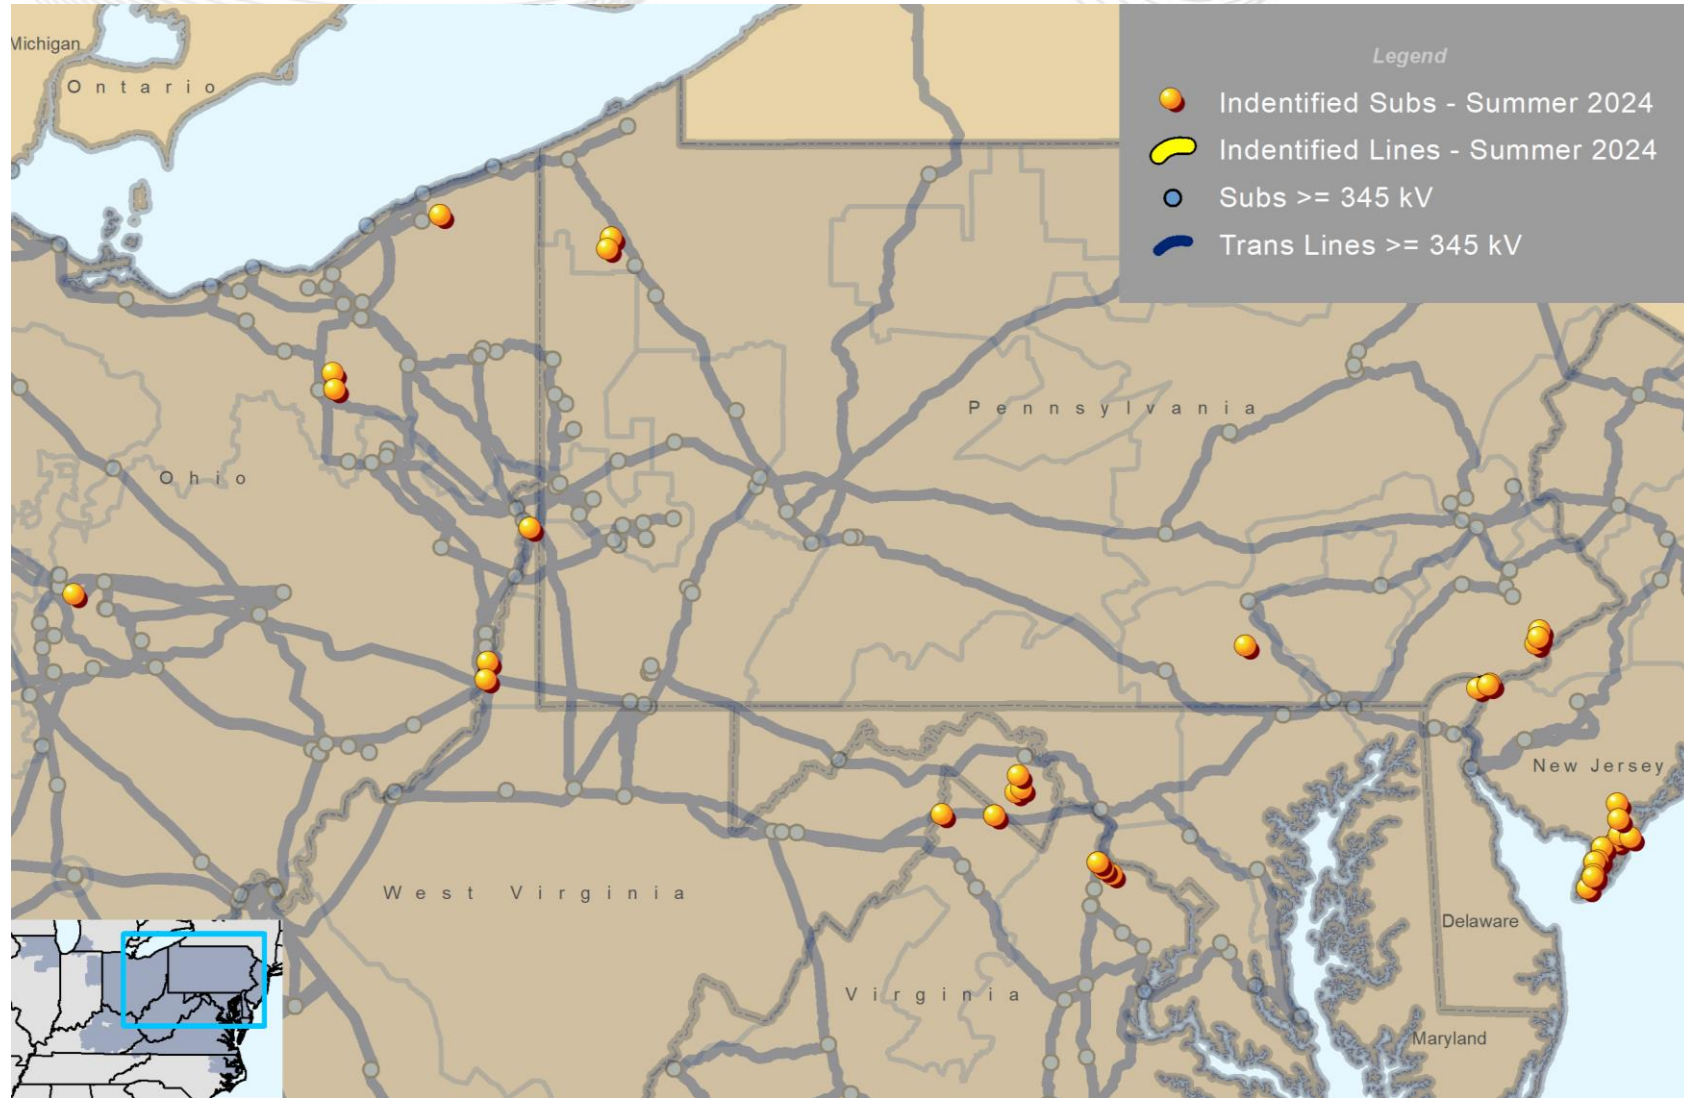 Michigan
Ontario
Legend
Indentified Subs - Summer 2024
Indentified Lines - Summer 2024
Subs >= 345 kV
Trans Lines >= 345 kV
Pennsylvania
Ohio
New Jersey
West Virginia
Delaware
Virginia
Maryland